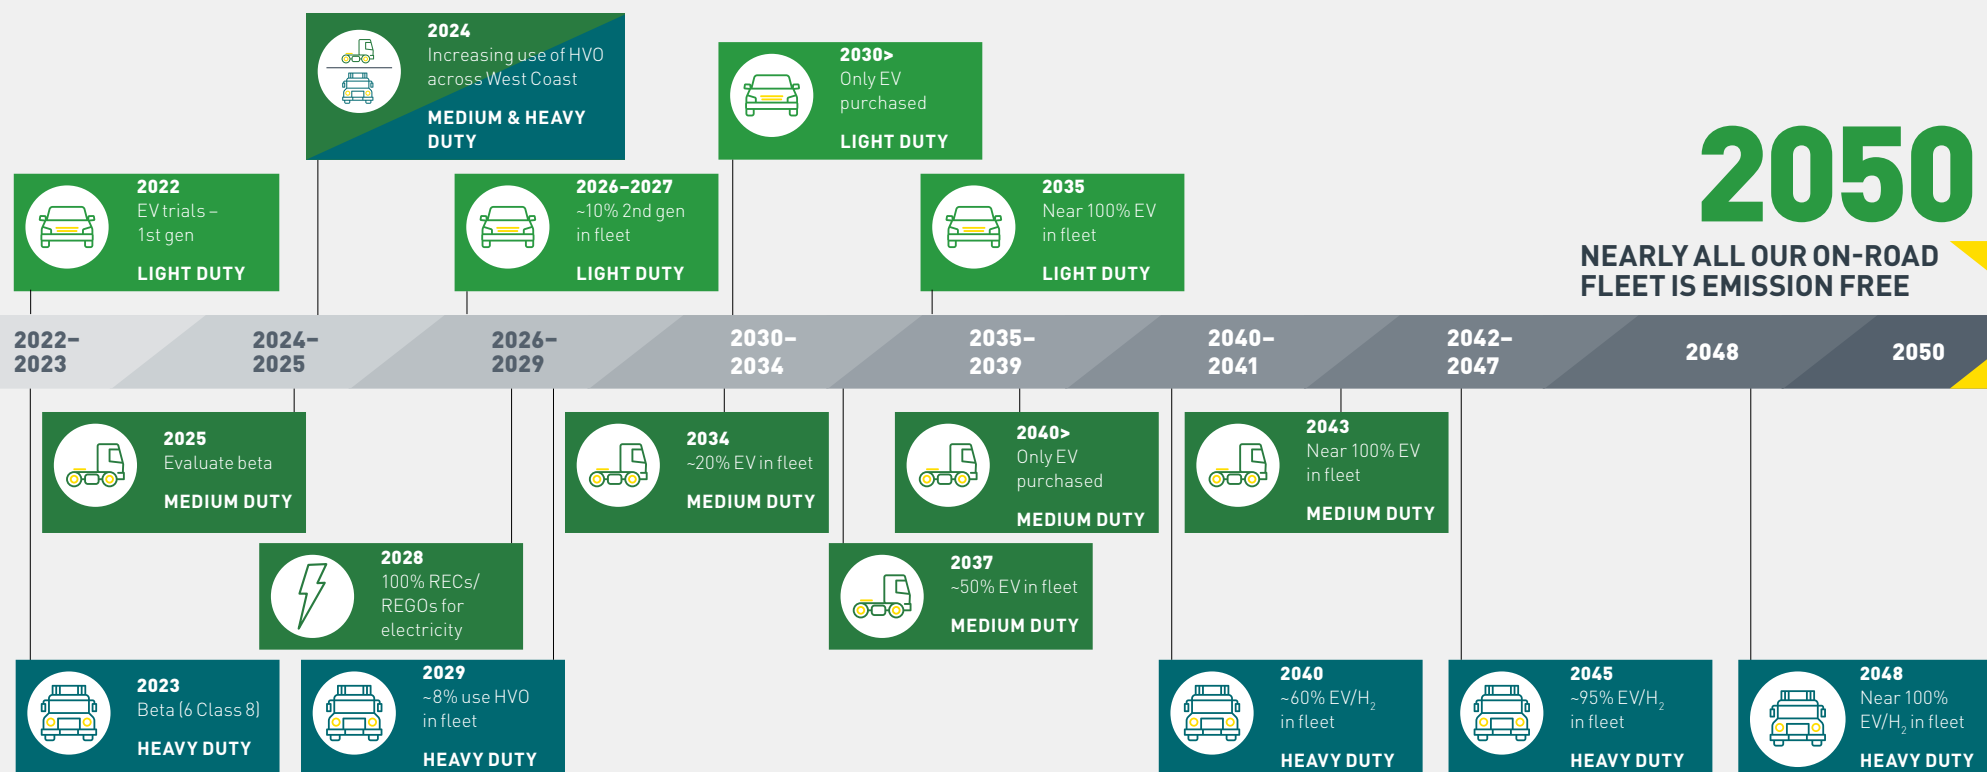 2024
Increasing use of HVO
across West Coast
MEDIUM & HEAVY
DUTY
2030>
Only EV
purchased
LIGHT DUTY
2022
EV trials –
1st gen
LIGHT DUTY
2026–2027
~10% 2nd gen
in fleet
LIGHT DUTY
2035
Near 100% EV
in fleet
LIGHT DUTY
2050
NEARLY ALL OUR ON-ROAD
FLEET IS EMISSION FREE
2022–
2023
2024–
2025
2026–
2029
2030–
2034
2035–
2039
2040–
2041
2042–
2047
2048
2050
2025
Evaluate beta
MEDIUM DUTY
2034
~20% EV in fleet
MEDIUM DUTY
2040>
Only EV
purchased
MEDIUM DUTY
2043
Near 100% EV
in fleet
MEDIUM DUTY
2028
100% RECs/
REGOs for
electricity
2037
~50% EV in fleet
MEDIUM DUTY
2023
Beta (6 Class 8)
HEAVY DUTY
2029
~8% use HVO
in fleet
HEAVY DUTY
2040
~60% EV/H₂
in fleet
HEAVY DUTY
2045
~95% EV/H₂
in fleet
HEAVY DUTY
2048
Near 100%
EV/H₂ in fleet
HEAVY DUTY